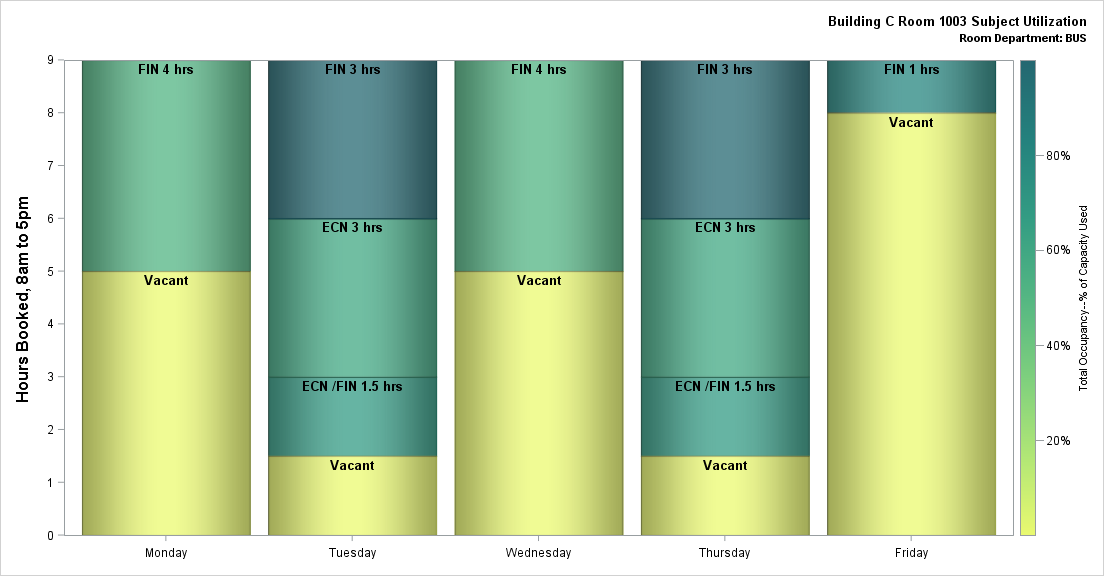 Building C Room 1003 Subject Utilization
Room Department: BUS
Hours Booked, 8am to 5pm
9
8
7
6
5
4
3
2
1
0
FIN 4 hrs
Vacant
FIN 3 hrs
ECN 3 hrs
ECN /FIN 1.5 hrs
Vacant
FIN 4 hrs
Vacant
FIN 3 hrs
ECN 3 hrs
ECN /FIN 1.5 hrs
Vacant
FIN 1 hrs
Vacant
Monday
Tuesday
Wednesday
Thursday
Friday
80%
60%
40%
20%
Total Occupancy--% of Capacity Used